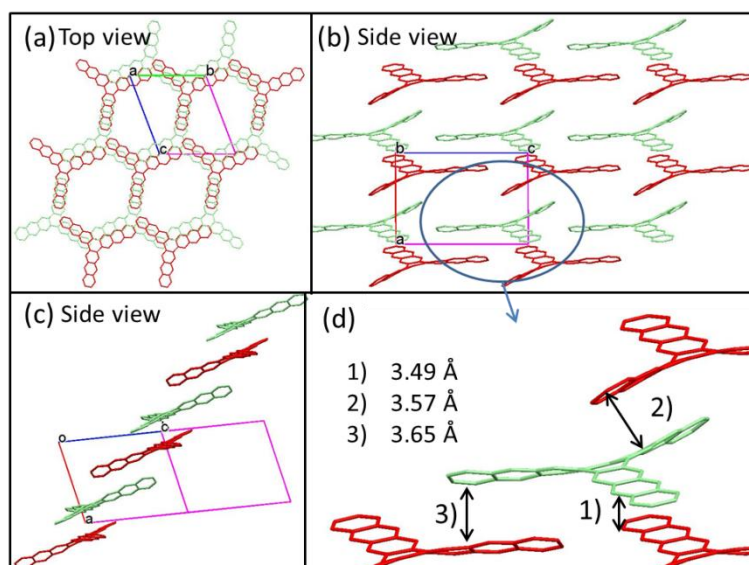 (a) Top view
a
b
c
(b) Side view
b
c
a
(c) Side view
o
c
a
(d)
1) 3.49 Å
2) 3.57 Å
3) 3.65 Å
2)
3)
1)